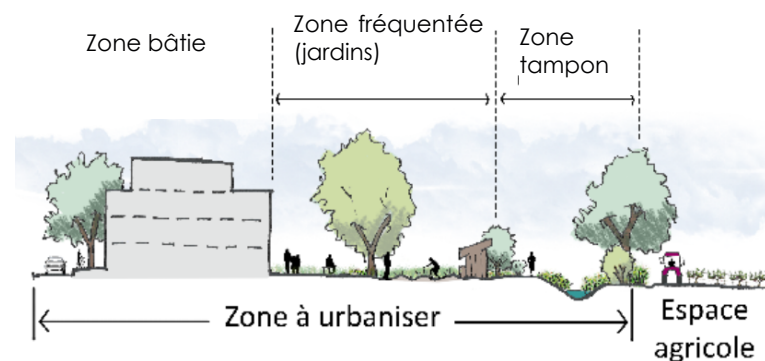 Zone bâtie
Zone fréquentée
(jardins)
Zone
tampon
Zone à urbaniser
Espace
agricole